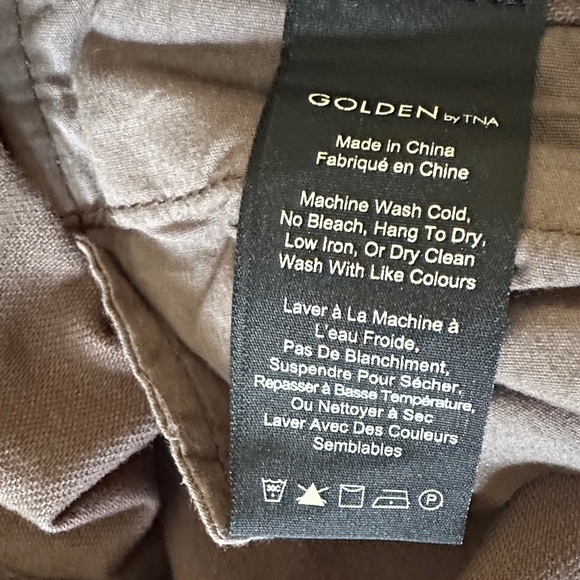 GOLDEN by TNA
Made in China
Fabriqué en Chine
Machine Wash Cold,
No Bleach, Hang To Dry,
Low Iron, Or Dry Clean
Wash With Like Colours
Laver à La Machine à
L'eau Froide,
Pas De Blanchiment,
Suspendre Pour Sécher,
Repasser à Basse Température,
Ou Nettoyer à Sec
Laver Avec Des Couleurs
Semblables
30C P